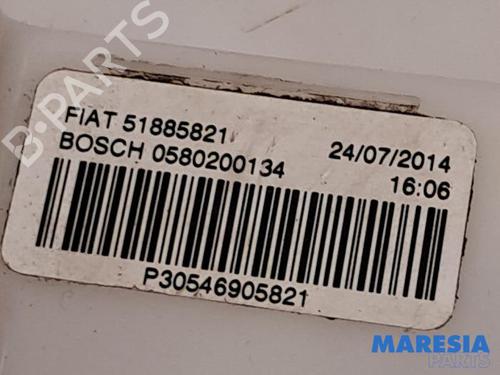 B-PARTS
FIAT 51885821
BOSCH 0580200134
24/07/2014
16:06
P30546905821
MARESIA
PARTS